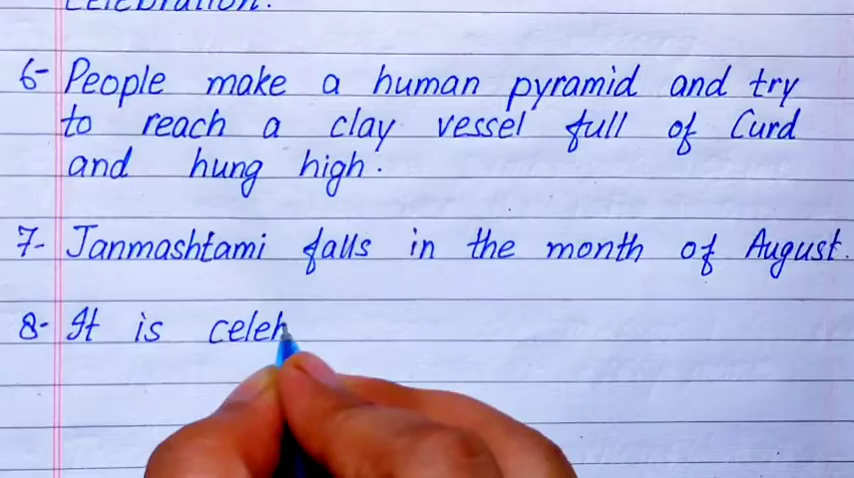 Celebration.
6- People make a human pyramid and try
to reach a clay vessel full of Curd
and hung high.
7- Janmashtami falls in the month of August.
8- It is celeb